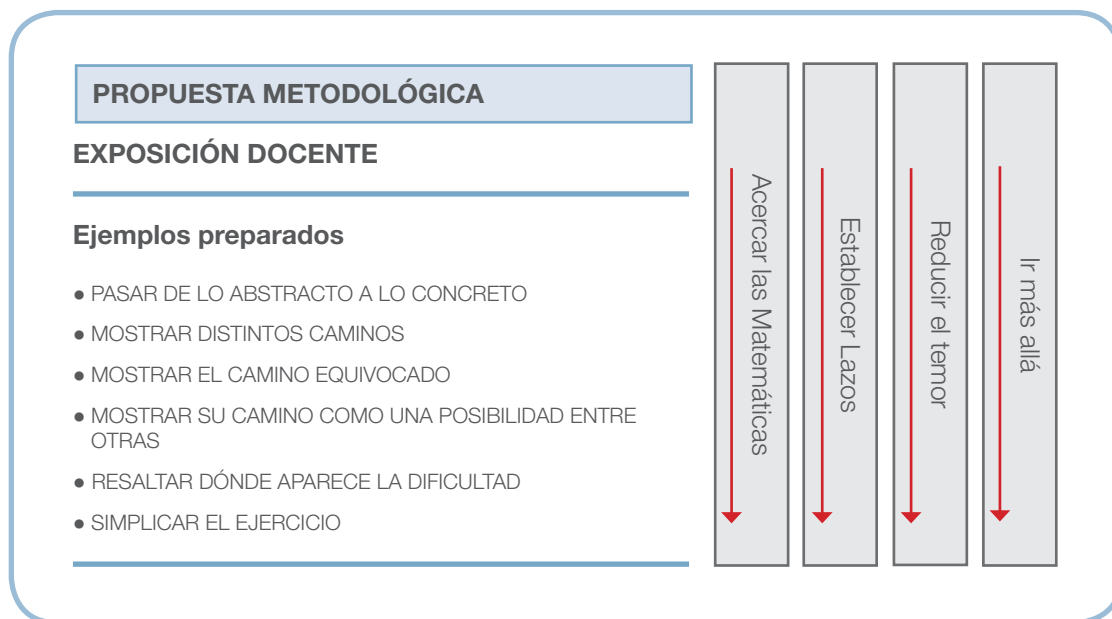 PROPUESTA METODOLÓGICA
EXPOSICIÓN DOCENTE
Ejemplos preparados
● PASAR DE LO ABSTRACTO A LO CONCRETO
● MOSTRAR DISTINTOS CAMINOS
● MOSTRAR EL CAMINO EQUIVOCADO
● MOSTRAR SU CAMINO COMO UNA POSIBILIDAD ENTRE
OTRAS
● RESALTAR DÓNDE APARECE LA DIFICULTAD
● SIMPLICAR EL EJERCICIO
Acercar las Matemáticas
Establecer Lazos
Reducir el temor
Ir más allá